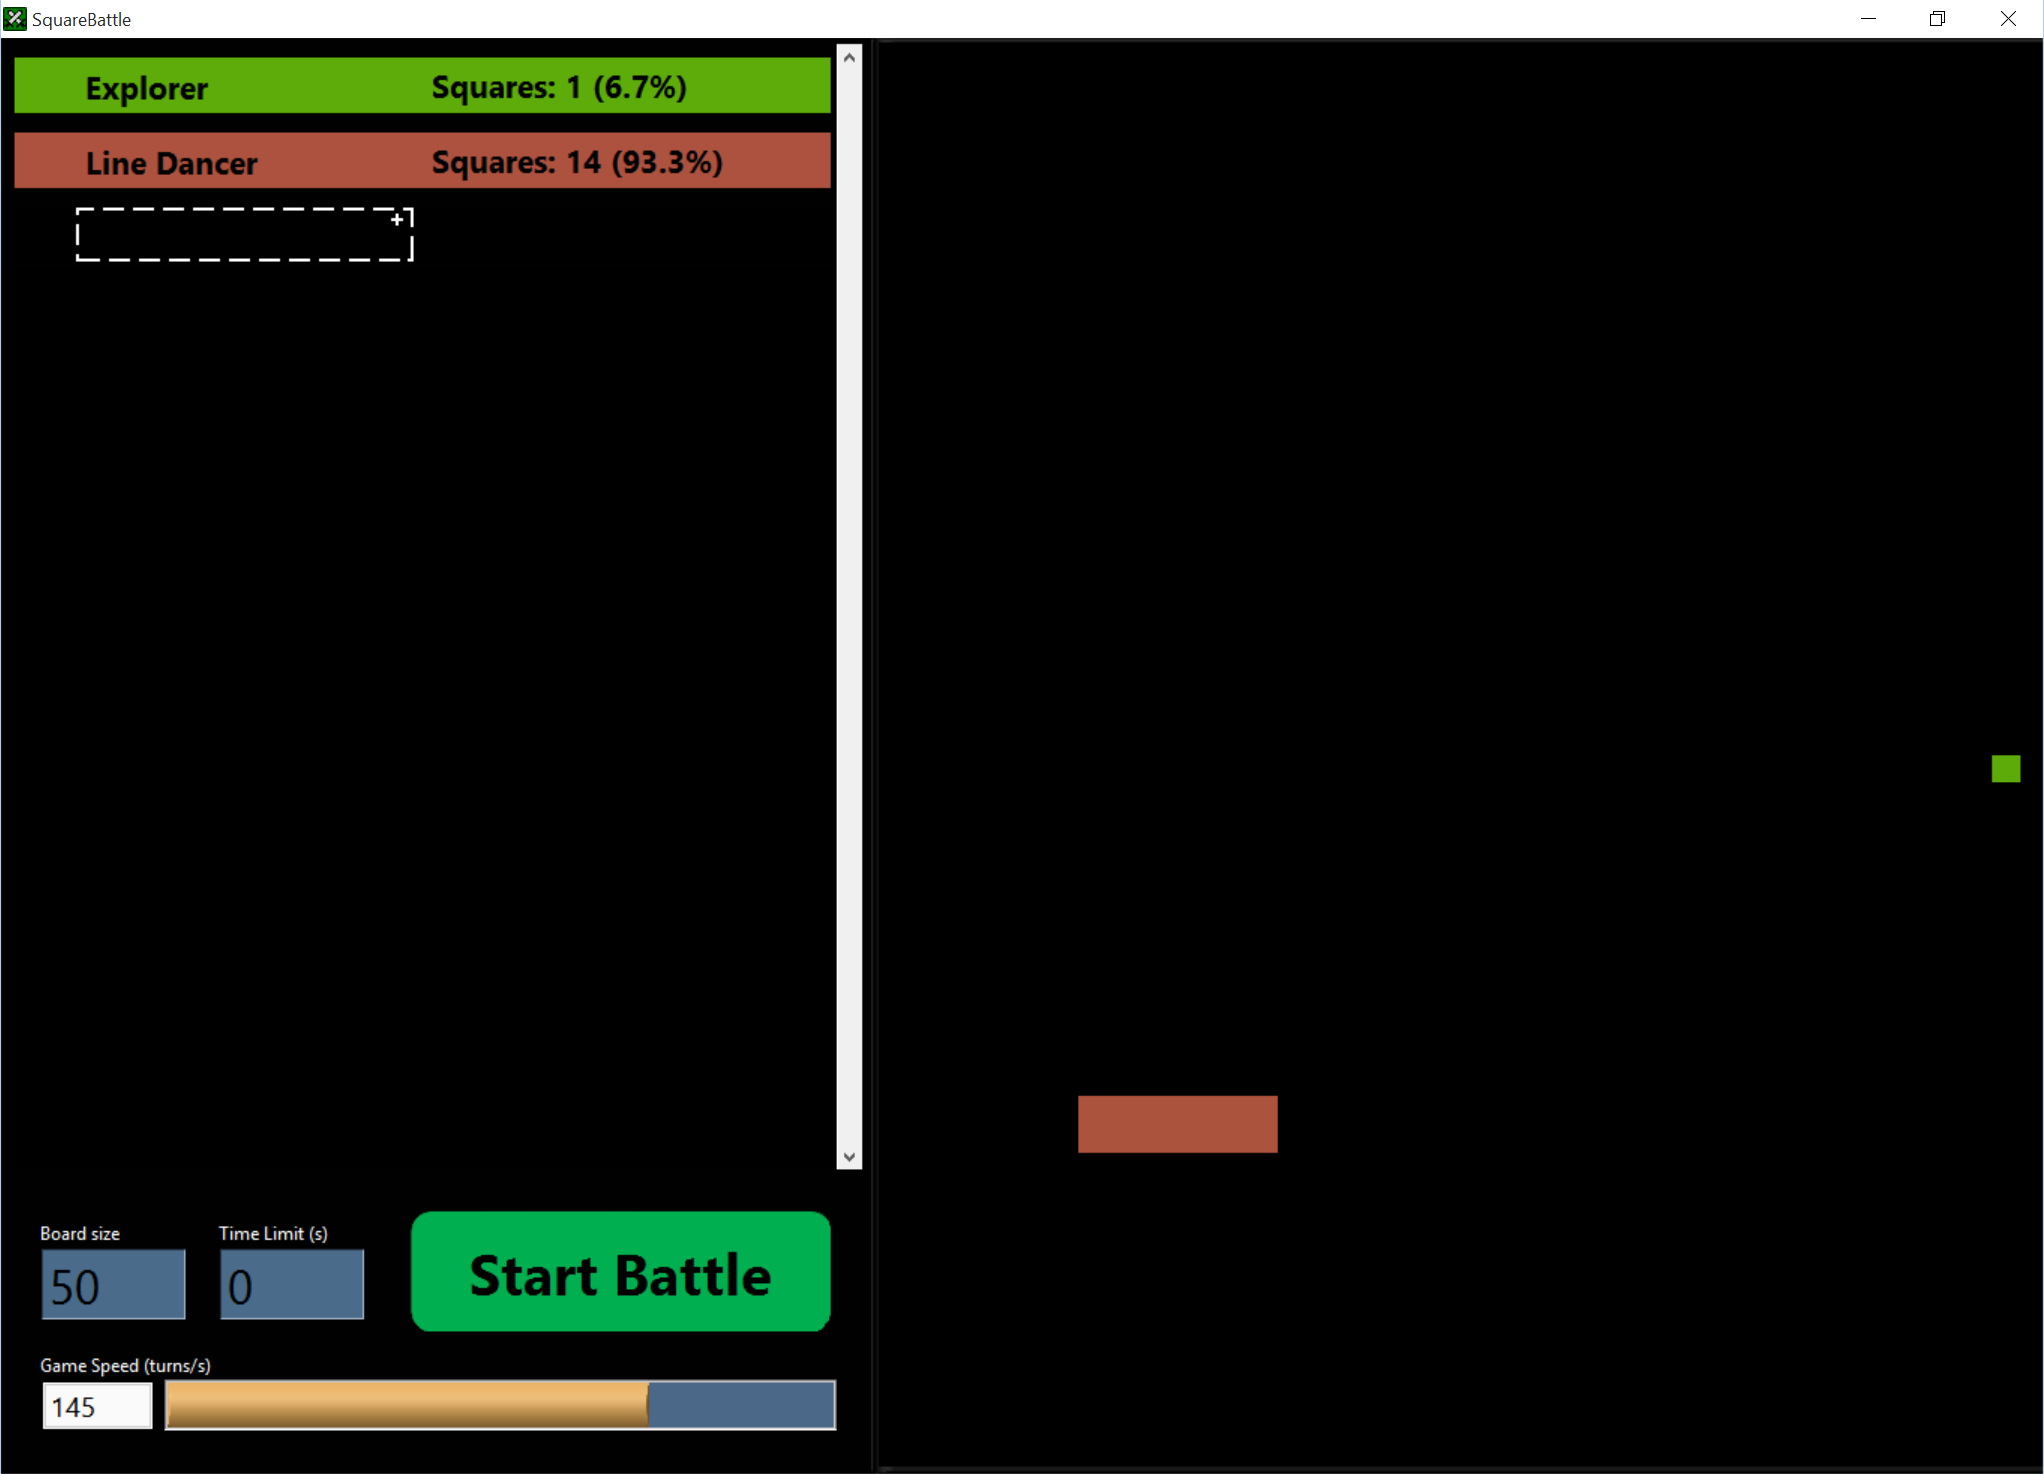 SquareBattle
Explorer Squares: 1 (6.7%)
Line Dancer Squares: 14 (93.3%)
+
Board size Time Limit (s)
50 0
Start Battle
Game Speed (turns/s)
145